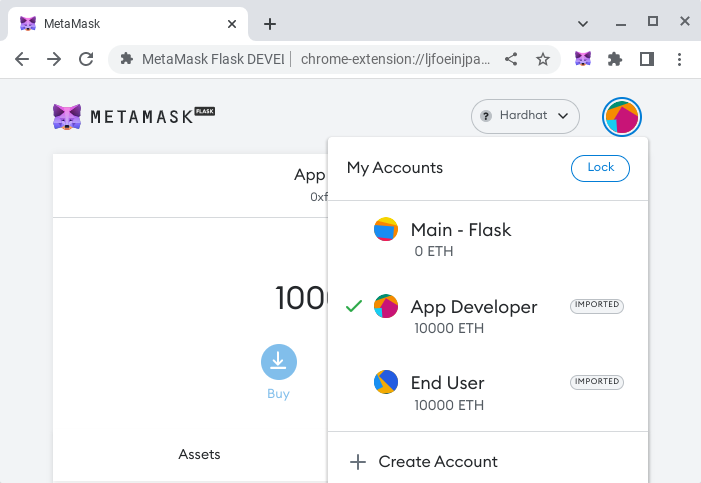 MetaMask
MetaMask Flask DEVEI
chrome-extension://ljfoeinjpa...
METAMASK FLASK
? Hardhat
App
0xf
1000
Buy
Assets
My Accounts
Lock
Main - Flask
0 ETH
App Developer
IMPORTED
10000 ETH
End User
IMPORTED
10000 ETH
Create Account